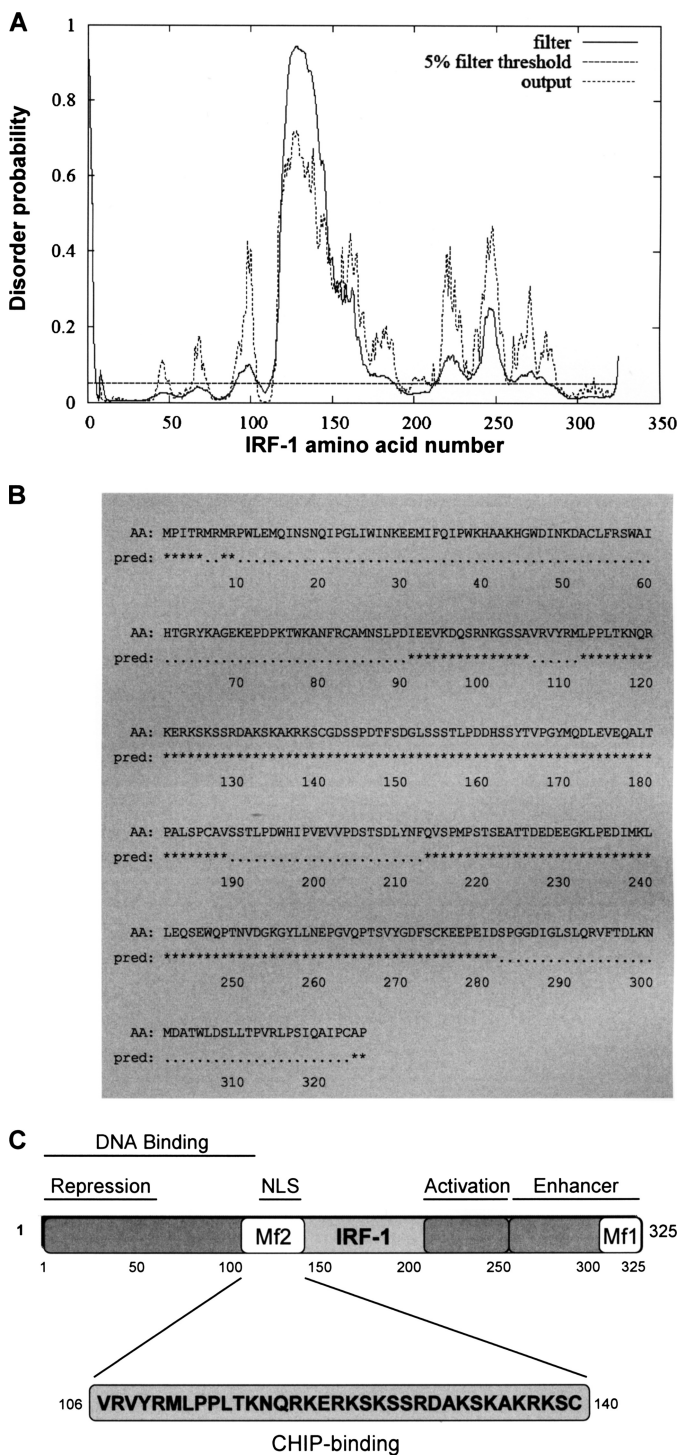 A
1
0.8
0.6
0.4
0.2
0
Disorder probability
filter
5% filter threshold
output
0 50 100 150 200 250 300 350
IRF-1 amino acid number
B
AA: MPITRMRMRPWLEMQINSNQIPGLIWINKEEMIFQIPWKHAAKHGWDINKDACLFRSWAI
pred: *****..**...................................................
10 20 30 40 50 60
AA: HTGRYKAGEKEPDPKTWKANFRCAMNSLPDIEEVKDQSRNKGSSAVRVYRMLPPLTKNQR
pred: ..............................***************......*********
70 80 90 100 110 120
AA: KERKSKSSRDAKSKAKRKSCGDSSPDTFSDGLSSSTLPDDHSSYTVPGYMQDLEVEQALT
pred: ************************************************************
130 140 150 160 170 180
AA: PALSPCAVSSTLPDWHIPVEVVPDSTSDLYNFQVSPMPSTSEATTDEDEEGKLPEDIMKL
pred: ********........................****************************
190 200 210 220 230 240
AA: LEQSEWQPTNVDGKGYLLNEPGVQPTSVYGDFSCKEEPEIDSPGGDIGLSLQRVFTDLKN
pred: *****************************************...................
250 260 270 280 290 300
AA: MDATWLDSLLTPVRLPSIQAIPCAP
pred: .......................**
310 320
C
DNA Binding
Repression NLS Activation Enhancer
1 Mf2 IRF-1 Mf1 325
1 50 100 150 200 250 300 325
106 VRVYRMLPPLTKNQRKERKSKSSRDAKSKAKRKSC 140
CHIP-binding